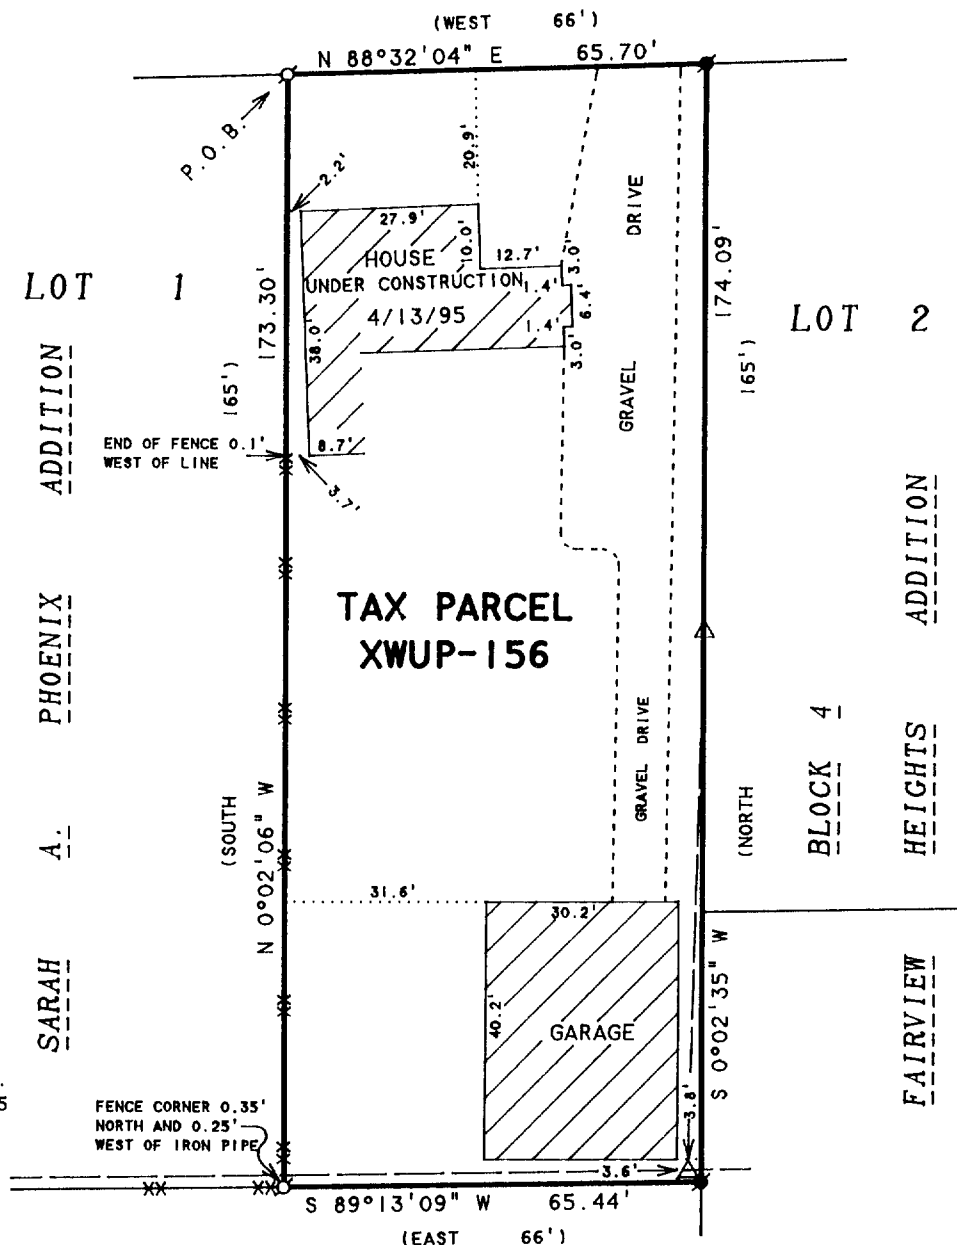 (WEST 66')
N 88°32'04" E 65.70'
P.O.B.
2.2'
20.9'
27.9'
10.0'
HOUSE
UNDER CONSTRUCTION
4/13/95
12.7'
3.0'
1.4'
6.4'
1.4'
3.0'
38.0'
8.7'
3.7'
DRIVE
GRAVEL
173.30'
165')
174.09'
165')
LOT 1
LOT 2
END OF FENCE 0.1'
WEST OF LINE
SARAH A. PHOENIX ADDITION
TAX PARCEL
XWUP-156
GRAVEL DRIVE
(SOUTH
N 0°02'06" W
(NORTH
S 0°02'35" W
BLOCK 4
FAIRVIEW HEIGHTS ADDITION
31.6'
30.2'
40.2'
GARAGE
3.8'
3.6'
5
FENCE CORNER 0.35'
NORTH AND 0.25'
WEST OF IRON PIPE
S 89°13'09" W 65.44'
(EAST 66')